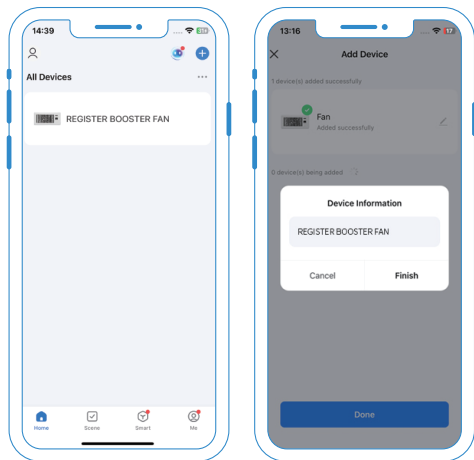 14:39
All Devices
REGISTER BOOSTER FAN
Home
Scene
Smart
Me
13:16
Add Device
1 device(s) added successfully
Fan
Added successfully
0 device(s) being added
Device Information
REGISTER BOOSTER FAN
Cancel
Finish
Done